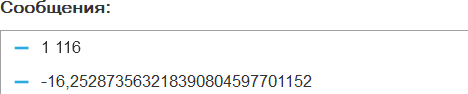 Сообщения:
– 1 116
– -16,252873563218390804597701152